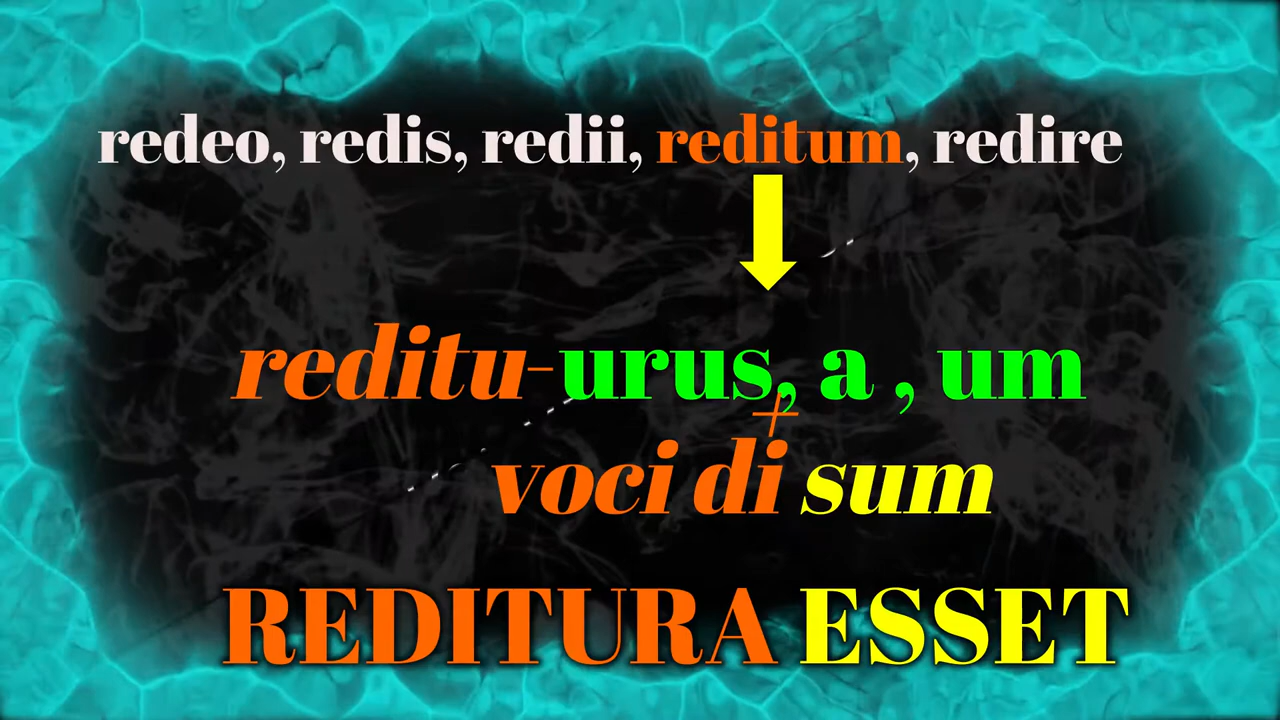 redeo, redis, redii, reditum, redire
reditu-urus, a , um
+
voci di sum
REDITURA ESSET